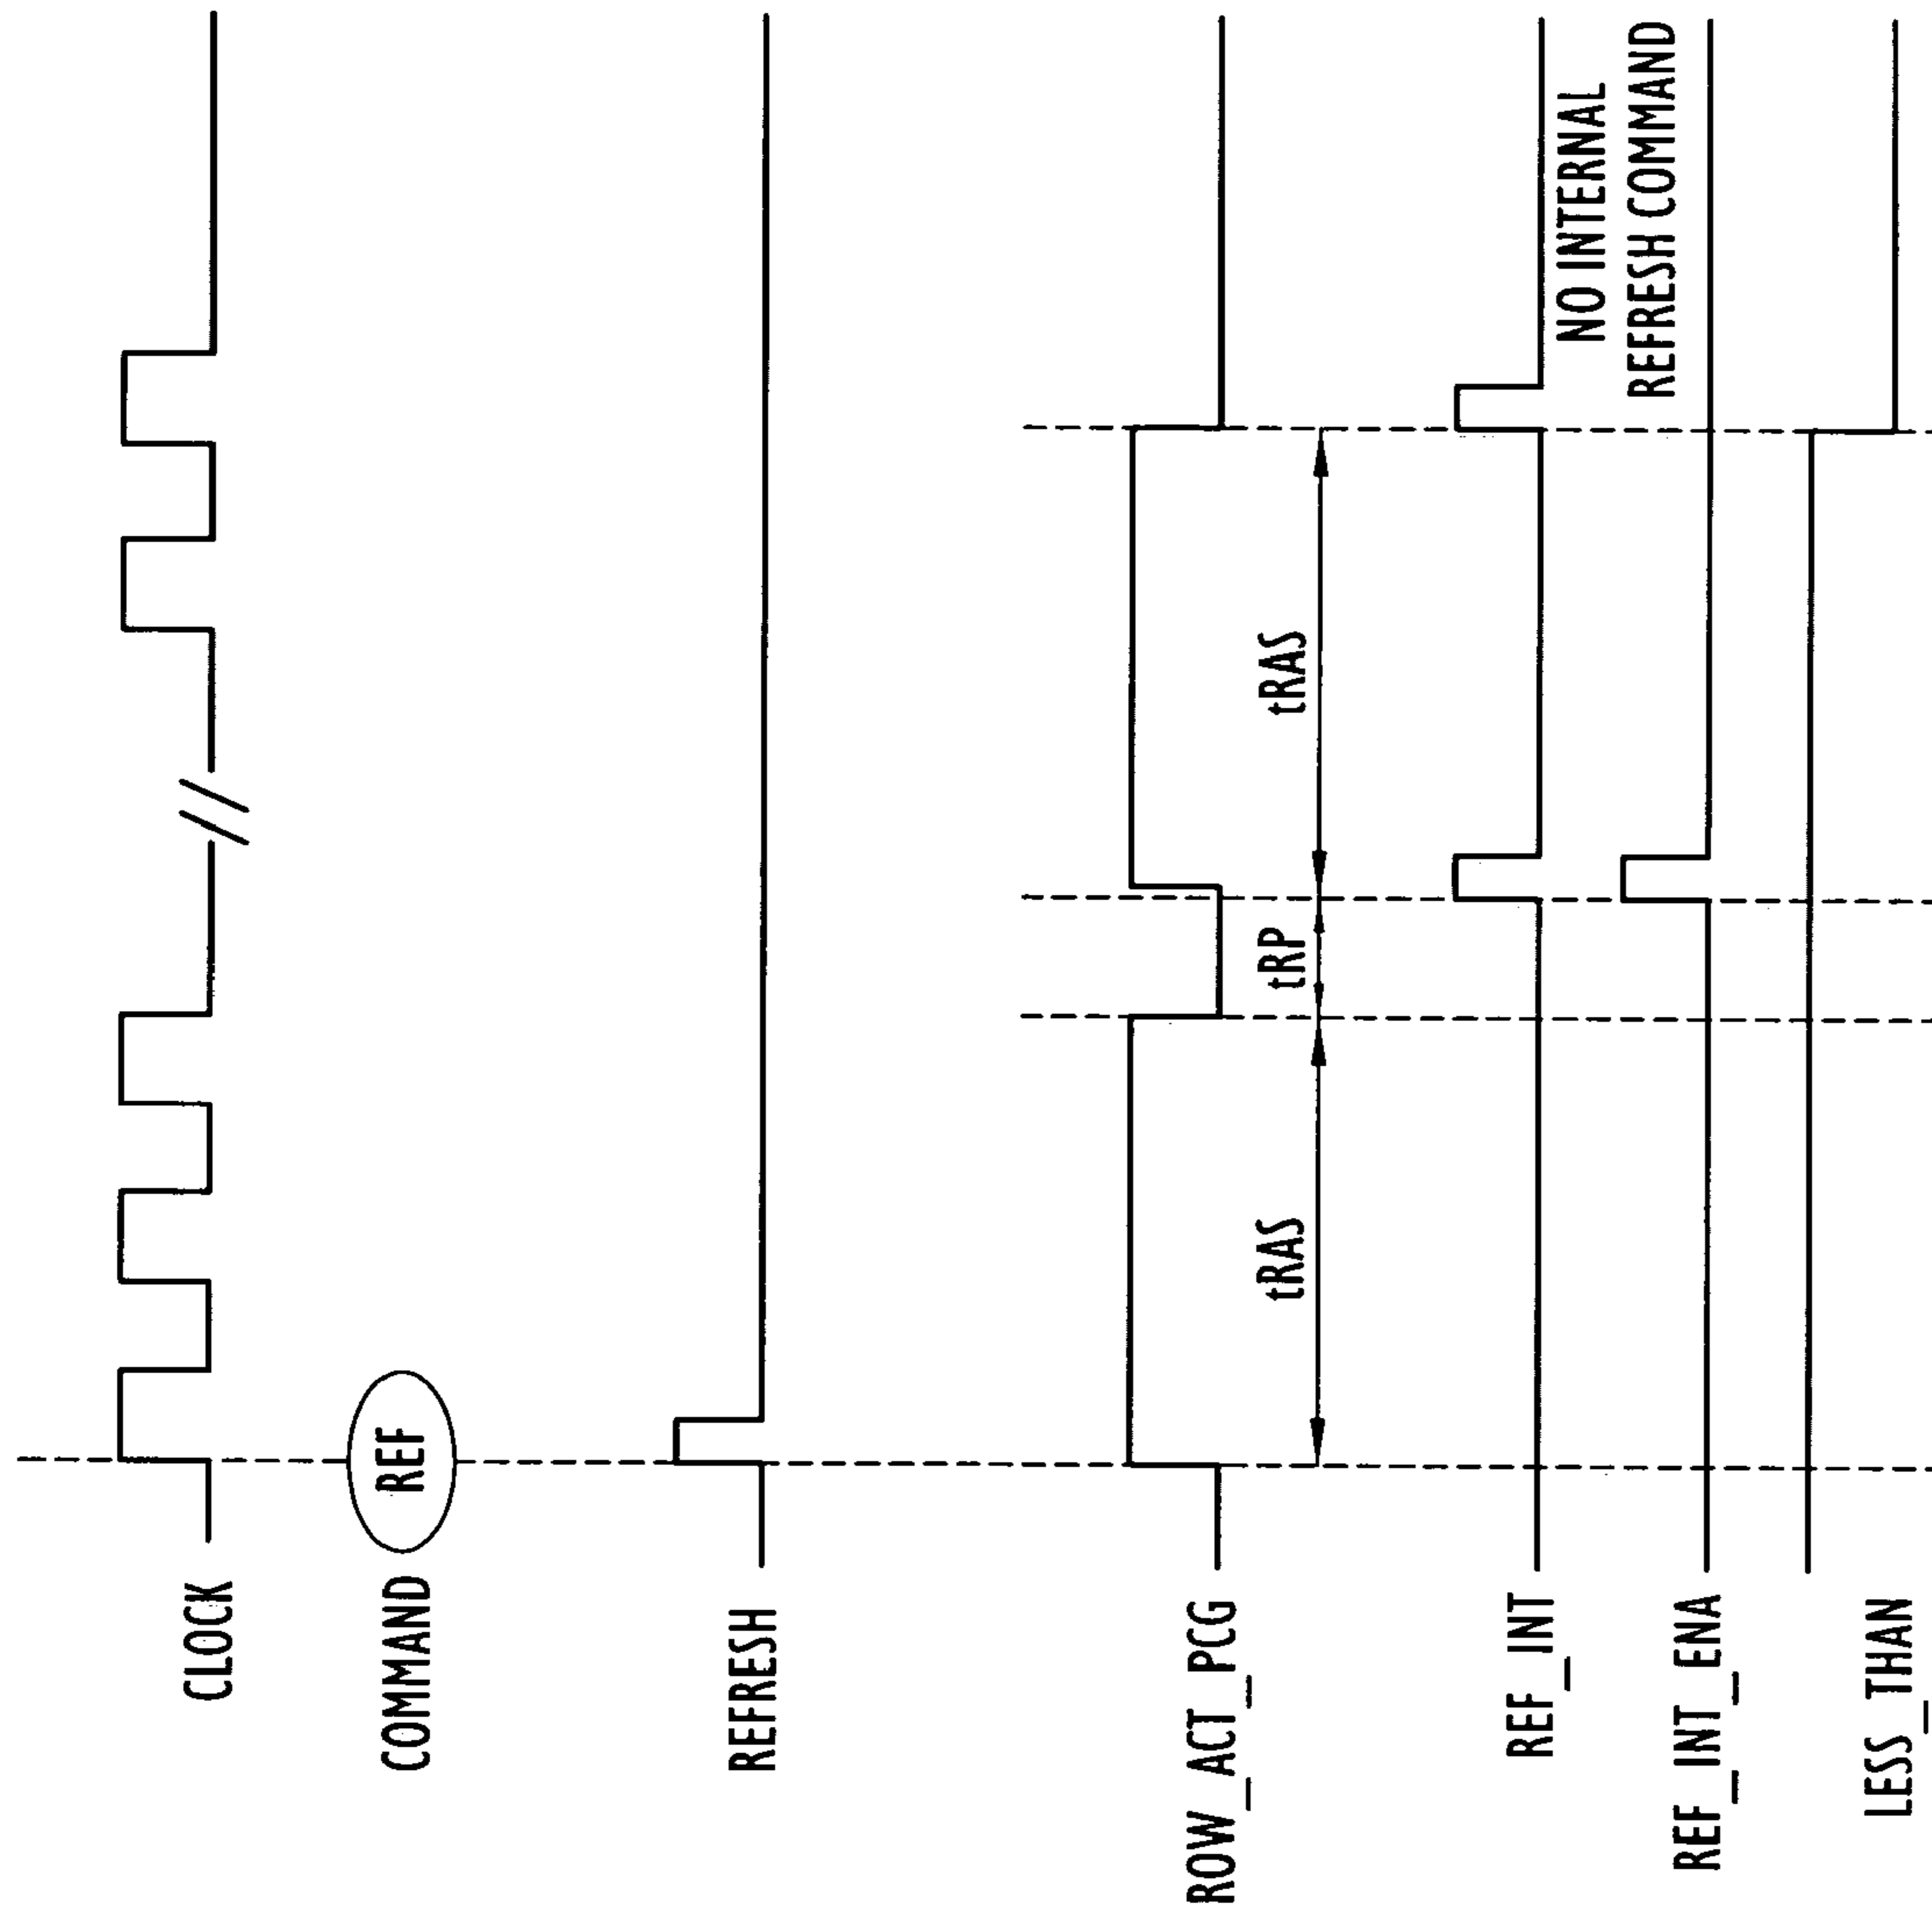 CLOCK
COMMAND
REF
REFRESH
ROW_ACT_PCG
tRAS
tRP
tRAS
REF_INT
NO INTERNAL
REFRESH COMMAND
REF_INT_ENA
LESS_THAN